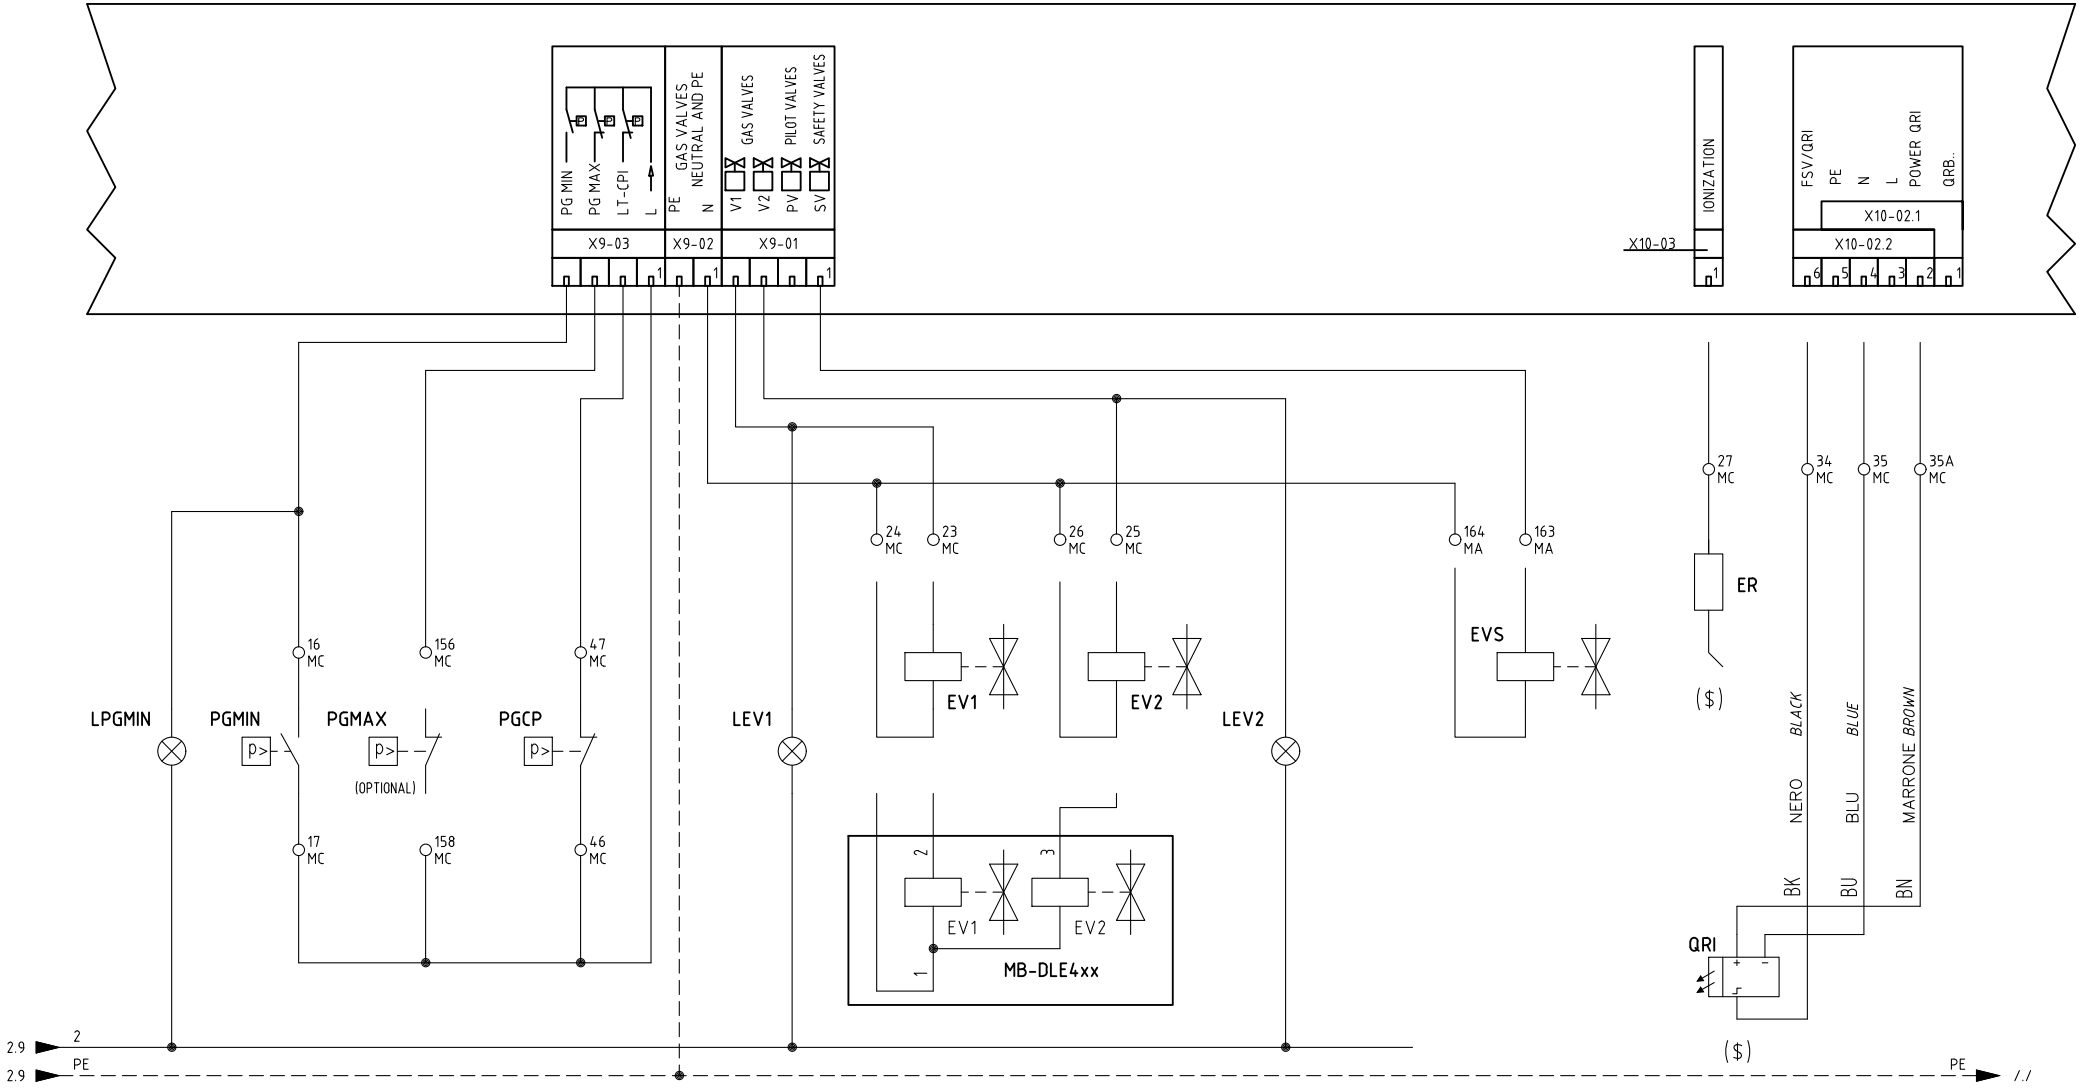 PG MIN
PG MAX
LT-CPI
L
PE
GAS VALVES
NEUTRAL AND PE
N
V1
GAS VALVES
V2
PV
PILOT VALVES
SV
SAFETY VALVES
P
P
P
X9-03
X9-02
X9-01
1
1
1
IONIZATION
X10-03
1
FSV/QRI
PE
N
L
POWER QRI
QRB..
X10-02.1
X10-02.2
6
5
4
3
2
1
27
MC
34
MC
35
MC
35A
MC
24
MC
23
MC
26
MC
25
MC
164
MA
163
MA
ER
($)
16
MC
156
MC
47
MC
EV1
EV2
EVS
LPGMIN
PGMIN
PGMAX
PGCP
LEV1
LEV2
P>
P>
P>
(OPTIONAL)
17
MC
158
MC
46
MC
2
3
EV1
EV2
1
MB-DLE4xx
NERO BLACK
BLU BLUE
MARRONE BROWN
BK
BU
BN
QRI
+
-
($)
2.9
2
2.9
PE
PE
/./